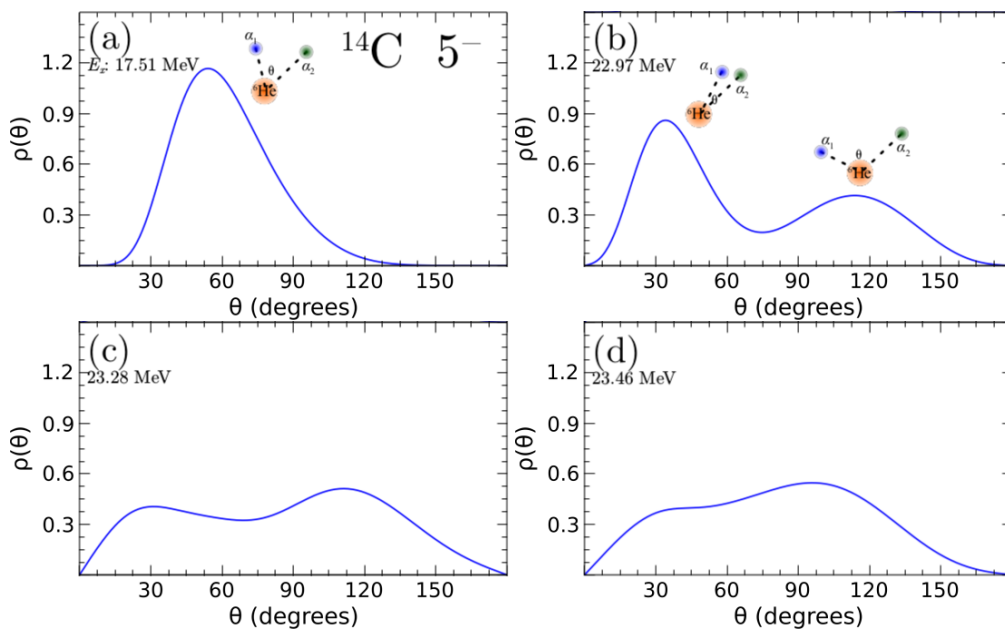 (a)
¹⁴C 5⁻
Eₓ: 17.51 MeV
α₁
θ
α₂
⁶He
1.2
0.9
0.6
0.3
ρ(θ)
30 60 90 120 150
θ (degrees)
(b)
22.97 MeV
α₁
θ
α₂
⁶He
α₁
θ
α₂
⁶He
1.2
0.9
0.6
0.3
ρ(θ)
30 60 90 120 150
θ (degrees)
(c)
23.28 MeV
1.2
0.9
0.6
0.3
ρ(θ)
30 60 90 120 150
θ (degrees)
(d)
23.46 MeV
1.2
0.9
0.6
0.3
ρ(θ)
30 60 90 120 150
θ (degrees)